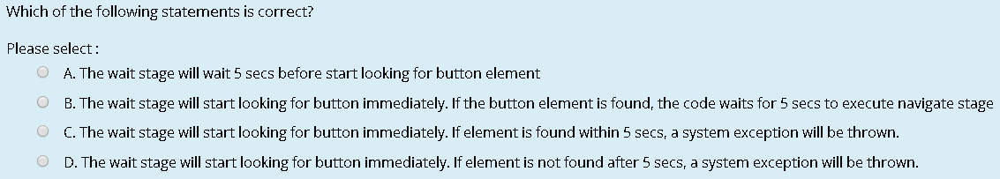 Which of the following statements is correct?
Please select :
A. The wait stage will wait 5 secs before start looking for button element
B. The wait stage will start looking for button immediately. If the button element is found, the code waits for 5 secs to execute navigate stage
C. The wait stage will start looking for button immediately. If element is found within 5 secs, a system exception will be thrown.
D. The wait stage will start looking for button immediately. If element is not found after 5 secs, a system exception will be thrown.